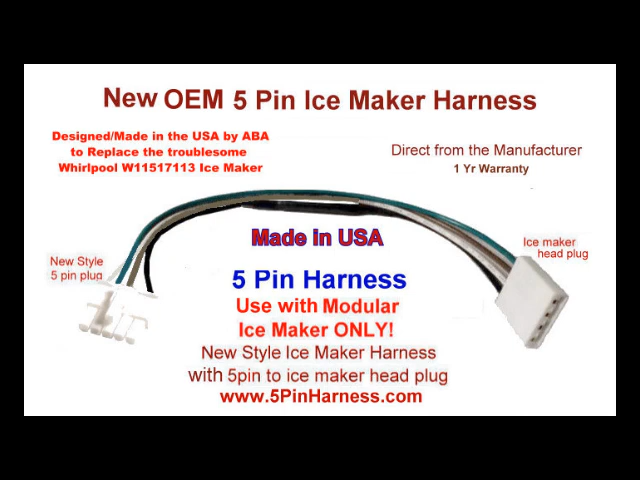 New OEM 5 Pin Ice Maker Harness
Designed/Made in the USA by ABA
to Replace the troublesome
Whirlpool W11517113 Ice Maker
Direct from the Manufacturer
1 Yr Warranty
Made in USA
Ice maker
head plug
New Style
5 pin plug
5 Pin Harness
Use with Modular
Ice Maker ONLY!
New Style Ice Maker Harness
with 5pin to ice maker head plug
www.5PinHarness.com